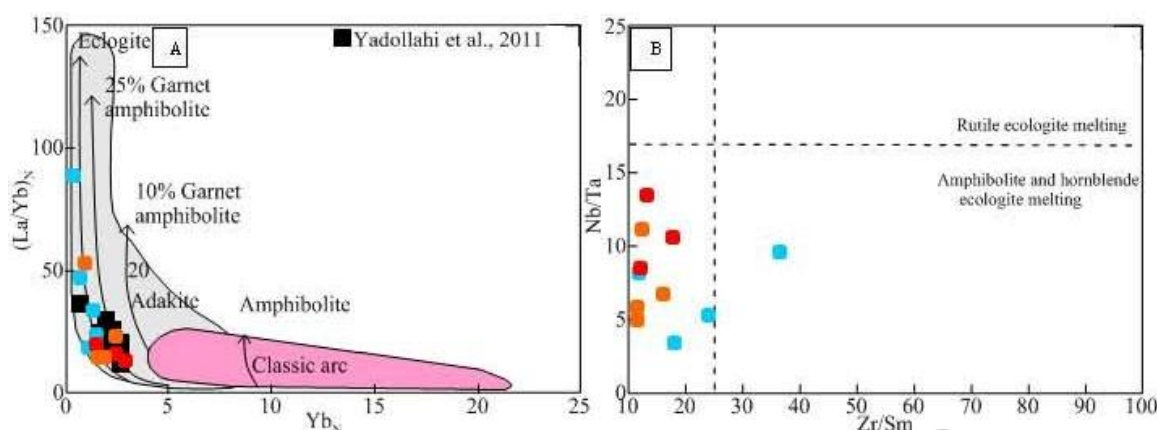 150
100
50
0
(La/Yb)N
Eclogite
A
Yadollahi et al., 2011
25% Garnet
amphibolite
10% Garnet
amphibolite
20
Adakite
Amphibolite
Classic arc
0 5 10 15 20 25
YbN
25
20
15
10
5
0
Nb/Ta
B
Rutile ecologite melting
Amphibolite and hornblende
ecologite melting
10 20 30 40 50 60 70 80 90 100
Zr/Sm